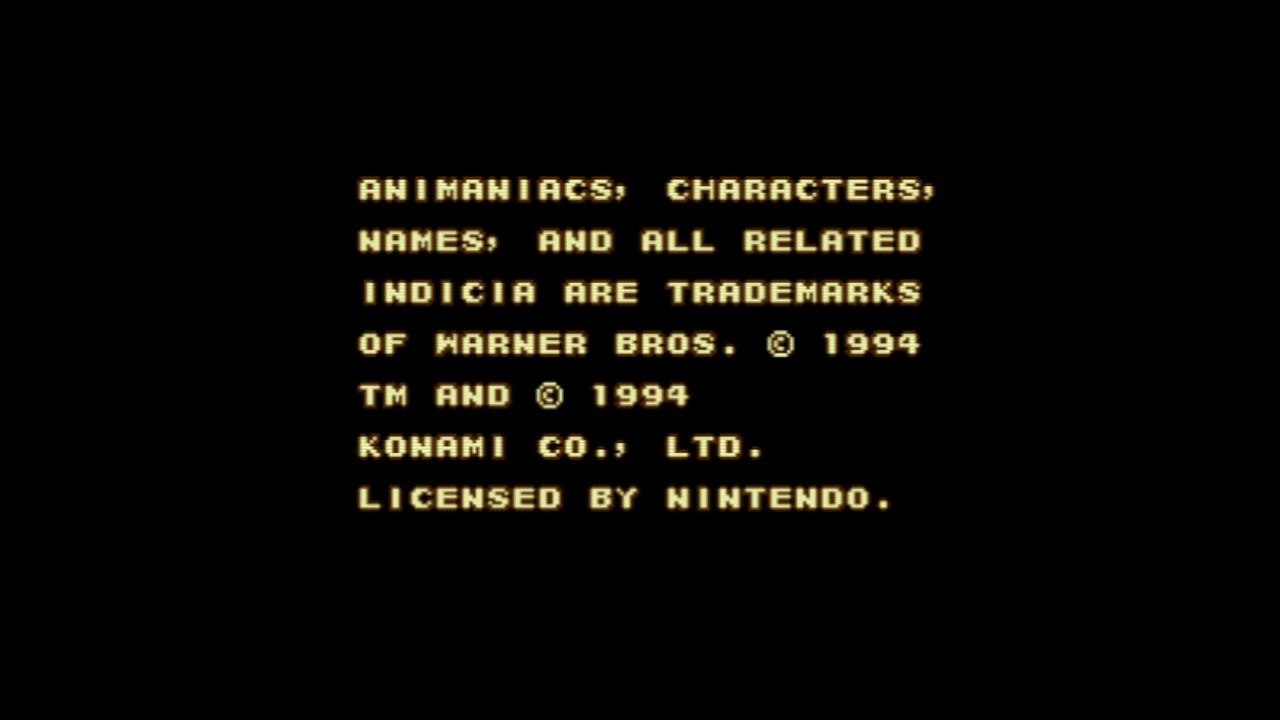 ANIMANIACS, CHARACTERS,
NAMES, AND ALL RELATED
INDICIA ARE TRADEMARKS
OF WARNER BROS. © 1994
TM AND © 1994
KONAMI CO., LTD.
LICENSED BY NINTENDO.